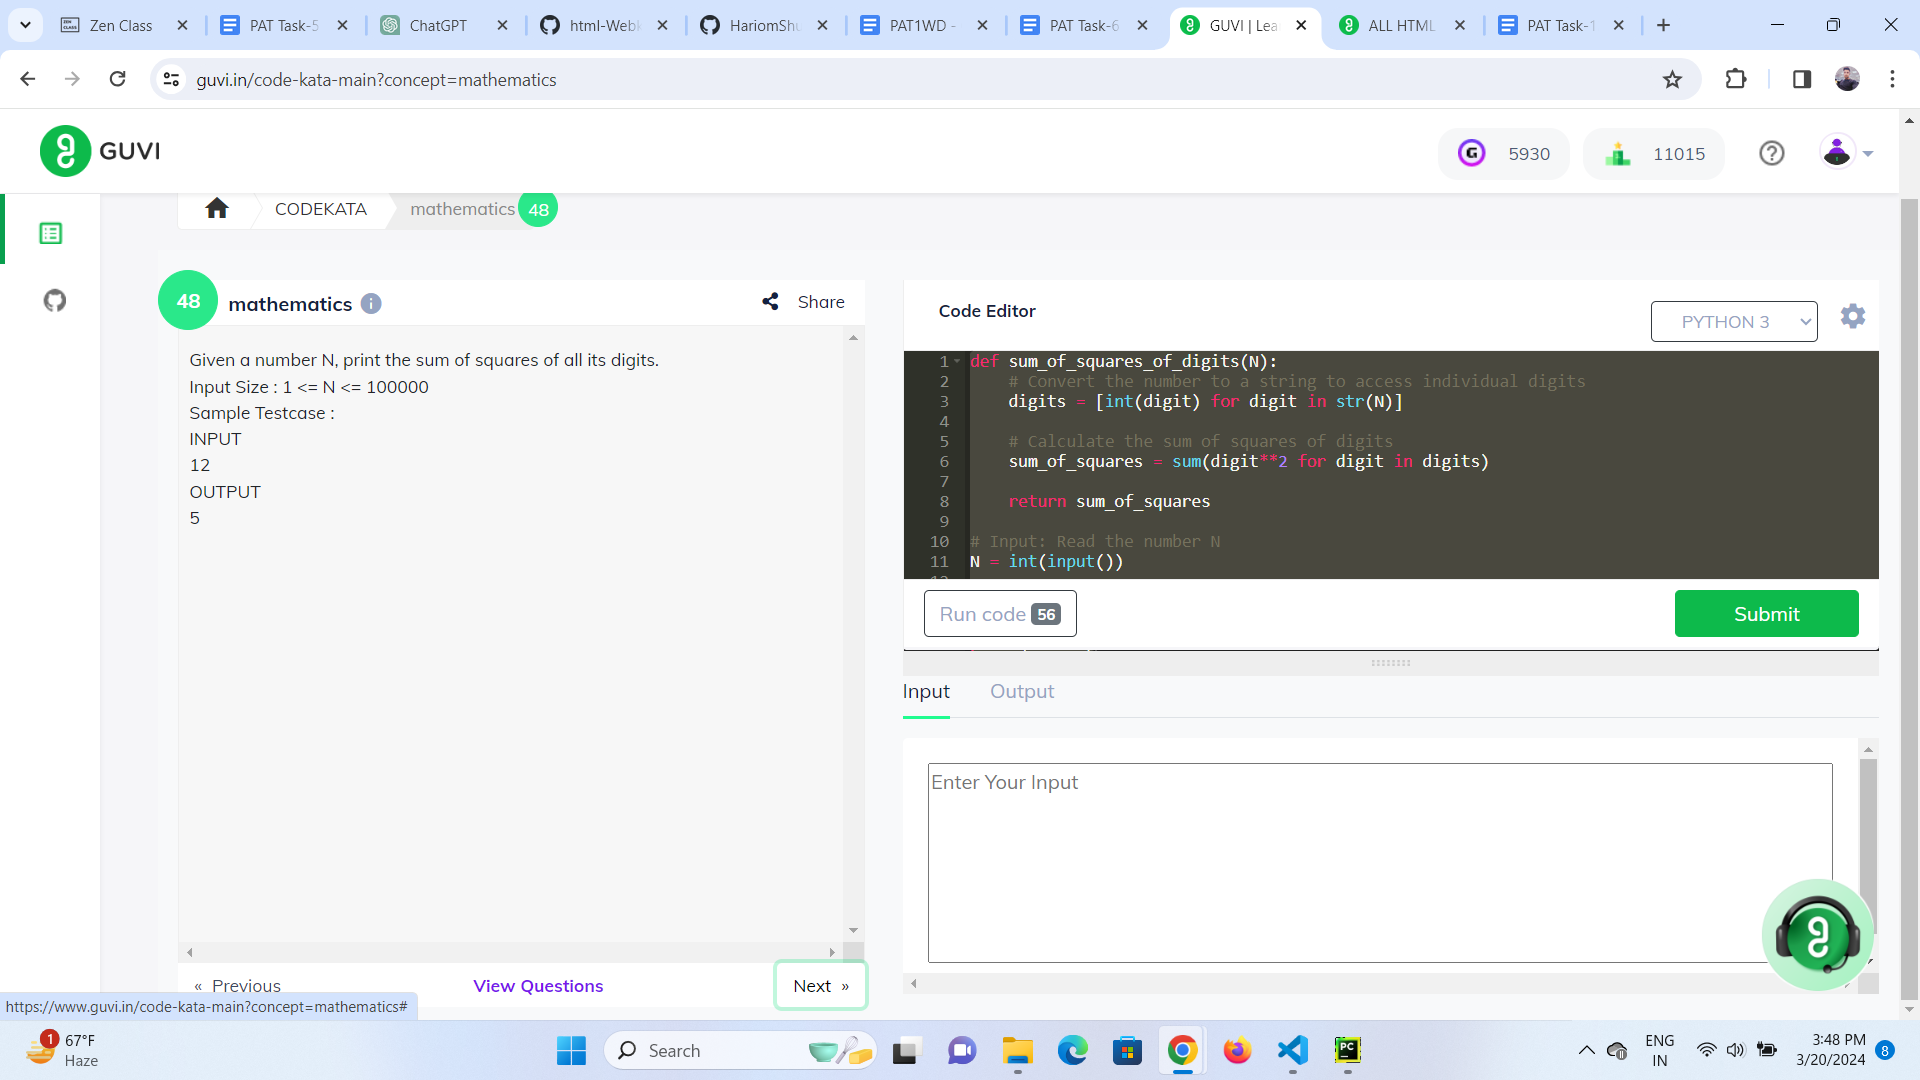 Zen Class
PAT Task-5
ChatGPT
html-Webk
HariomShu
PAT1WD -
PAT Task-6
GUVI | Lea
ALL HTML
PAT Task-1
guvi.in/code-kata-main?concept=mathematics
GUVI
5930
11015
CODEKATA
mathematics 48
48
mathematics
Share
Given a number N, print the sum of squares of all its digits.
Input Size : 1 <= N <= 100000
Sample Testcase :
INPUT
12
OUTPUT
5
« Previous
View Questions
Next »
Code Editor
PYTHON 3
1 def sum_of_squares_of_digits(N):
2 # Convert the number to a string to access individual digits
3 digits = [int(digit) for digit in str(N)]
4
5 # Calculate the sum of squares of digits
6 sum_of_squares = sum(digit**2 for digit in digits)
7
8 return sum_of_squares
9
10 # Input: Read the number N
11 N = int(input())
Run code 56
Submit
Input
Output
Enter Your Input
https://www.guvi.in/code-kata-main?concept=mathematics#
1
67°F
Haze
Search
PC
ENG
IN
3:48 PM
3/20/2024
8